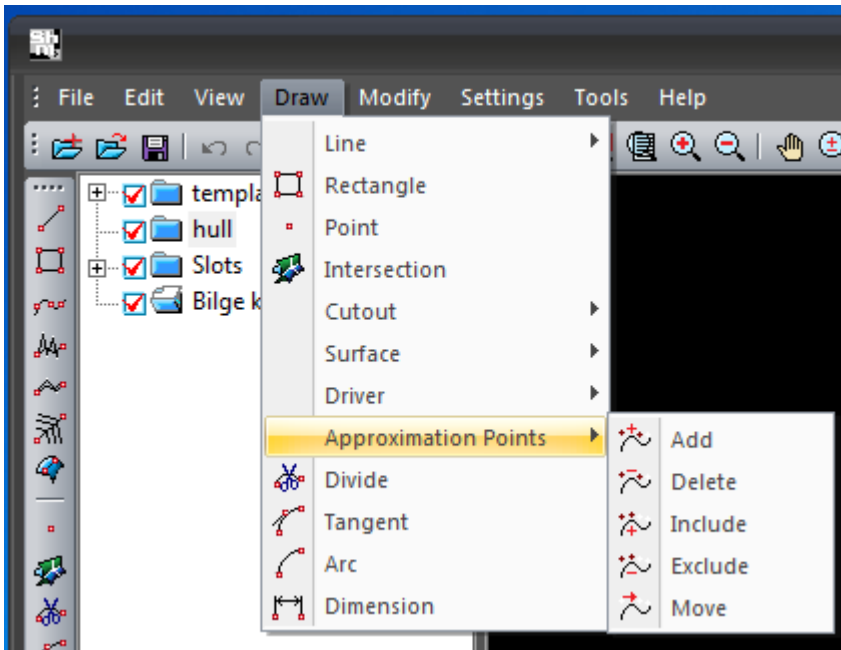 File Edit View Draw Modify Settings Tools Help
templa
hull
Slots
Bilge k
Line
Rectangle
Point
Intersection
Cutout
Surface
Driver
Approximation Points
Divide
Tangent
Arc
Dimension
Add
Delete
Include
Exclude
Move